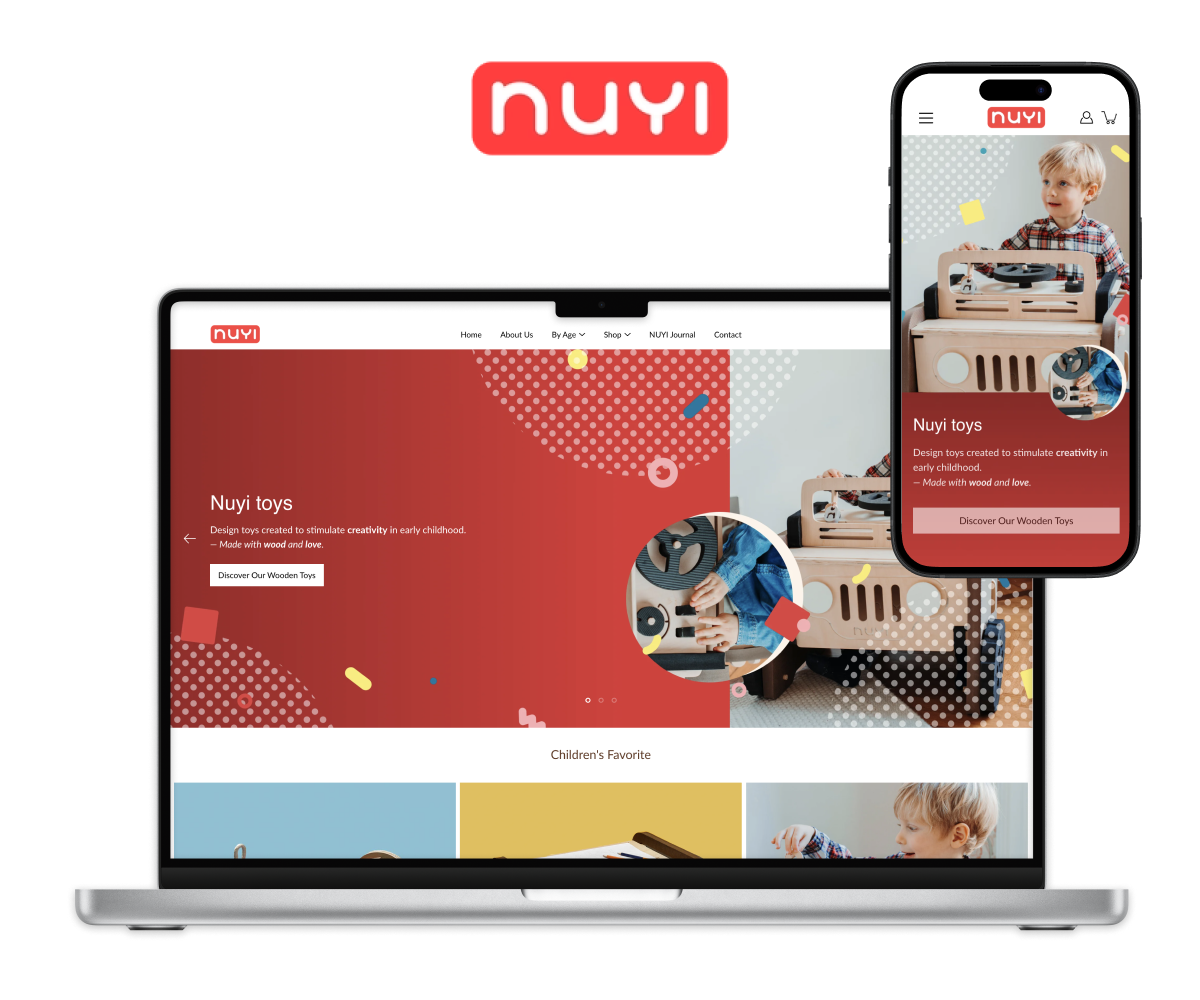 nuyi
nuyi
Home About Us By Age Shop NUYI Journal Contact
Nuyi toys
Design toys created to stimulate creativity in early childhood.
— Made with wood and love.
Discover Our Wooden Toys
Children's Favorite
nuyi
Nuyi toys
Design toys created to stimulate creativity in
early childhood.
— Made with wood and love.
Discover Our Wooden Toys